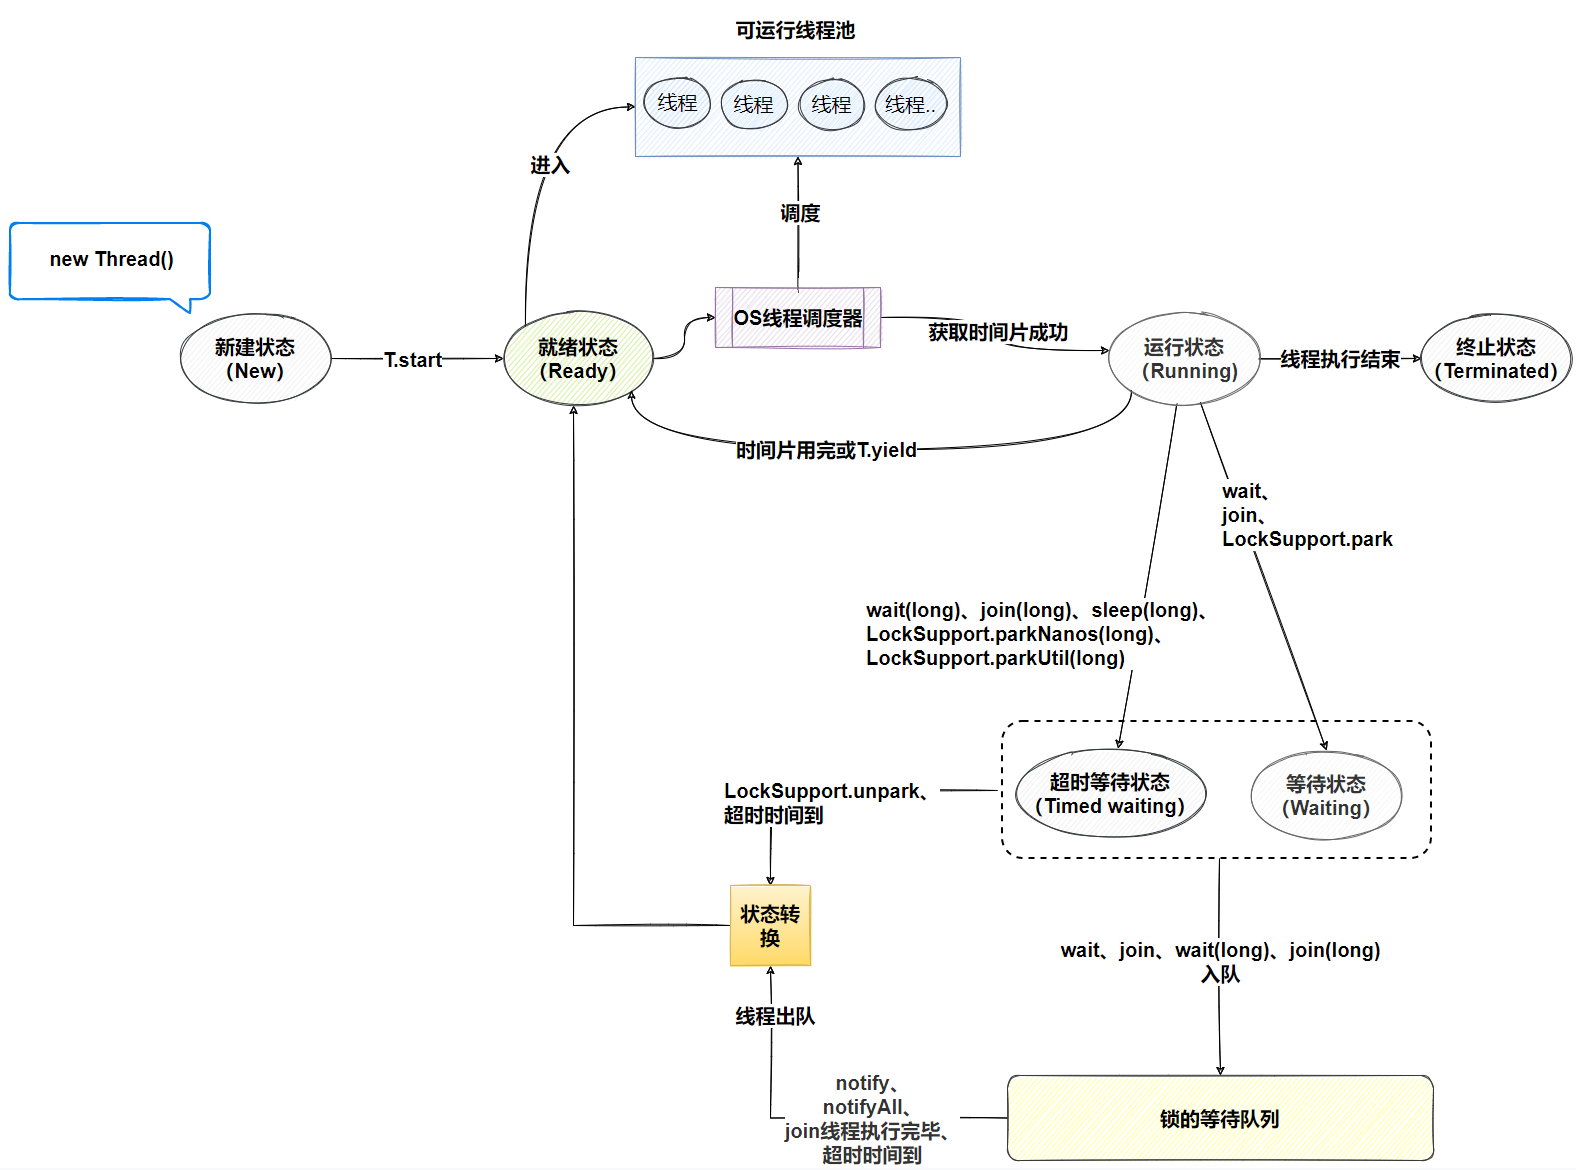 可运行线程池
线程
线程
线程
线程..
进入
调度
new Thread()
OS线程调度器
获取时间片成功
新建状态
（New）
T.start
就绪状态
（Ready）
运行状态
（Running)
线程执行结束
终止状态
（Terminated）
时间片用完或T.yield
wait、
join、
LockSupport.park
wait(long)、join(long)、sleep(long)、
LockSupport.parkNanos(long)、
LockSupport.parkUtil(long)
LockSupport.unpark、
超时时间到
超时等待状态
（Timed waiting）
等待状态
（Waiting）
状态转
换
wait、join、wait(long)、join(long)
入队
线程出队
notify、
notifyAll、
join线程执行完毕、
超时时间到
锁的等待队列